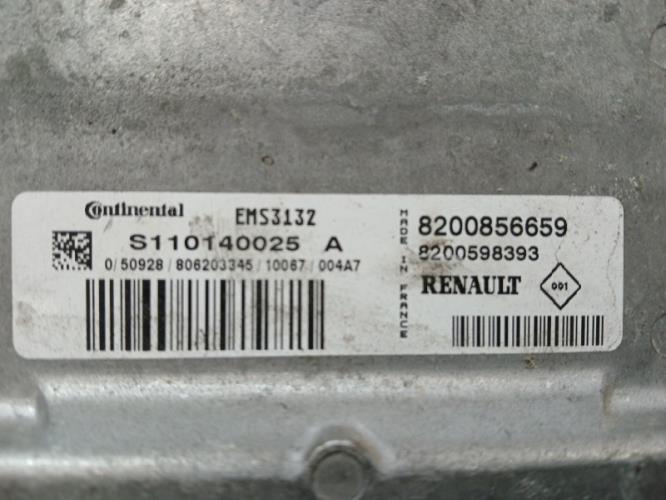 Continental EMS3132
S110140025 A
0/50928/806203345/10067/004A7
MADE IN FRANCE
8200856659
8200598393
RENAULT 001